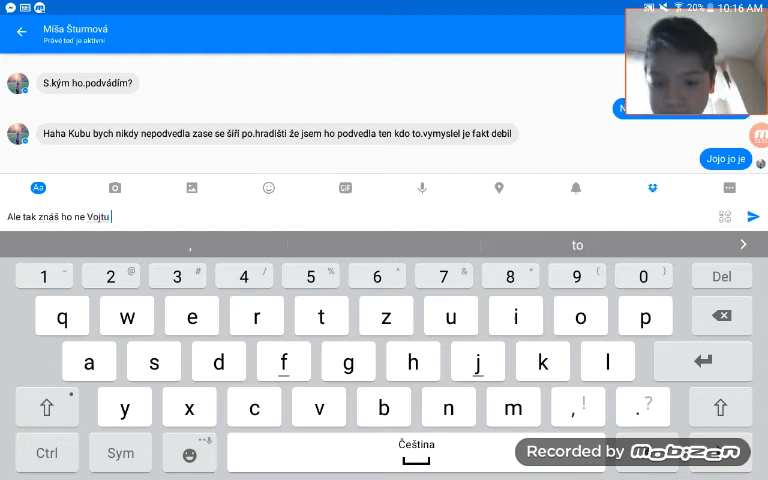 20% 10:16 AM
Míša Šturmová
Právě teď je aktivní
S.kým ho.podvádím?
N
Haha Kubu bych nikdy nepodvedla zase se šíří po.hradišti že jsem ho podvedla ten kdo to.vymyslel je fakt debil
Jojo jo je
Aa GIF
Ale tak znáš ho ne Vojtu
, to
1 - 2 @ 3 # 4 / 5 % 6 ^ 7 & 8 * 9 ( 0 ) Del
q w e r t z u i o p
a s d f g h j k l
y x c v b n m , ! . ?
Ctrl Sym Čeština
Recorded by mobizen